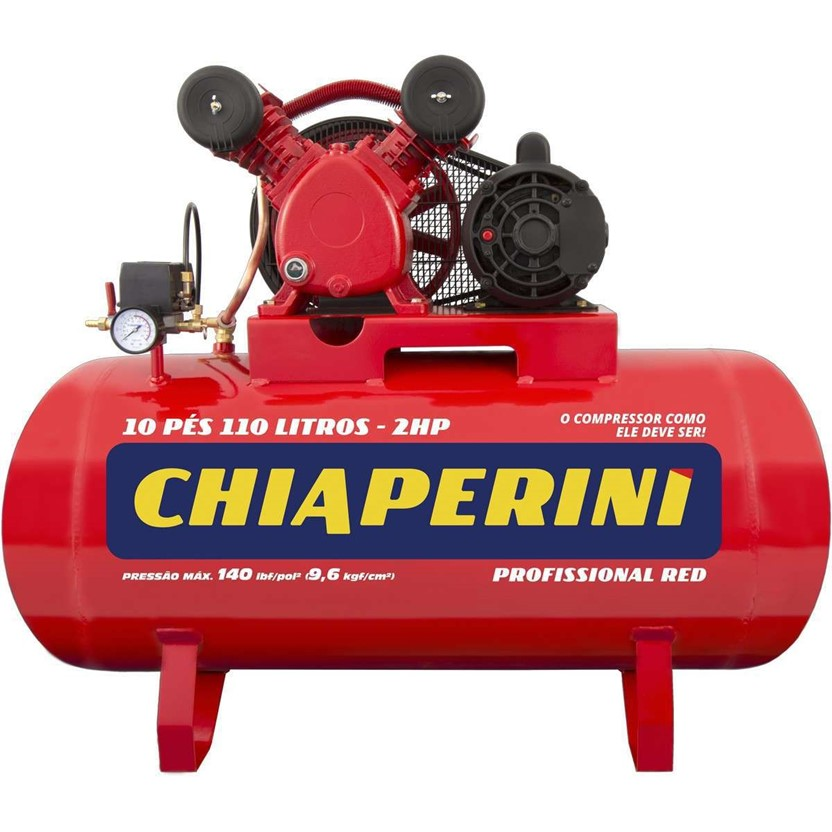 10 PÉS 110 LITROS - 2HP
O COMPRESSOR COMO
ELE DEVE SER!
CHIAPERINI
PRESSÃO MÁX. 140 lbf/pol² (9,6 kgf/cm²)
PROFISSIONAL RED